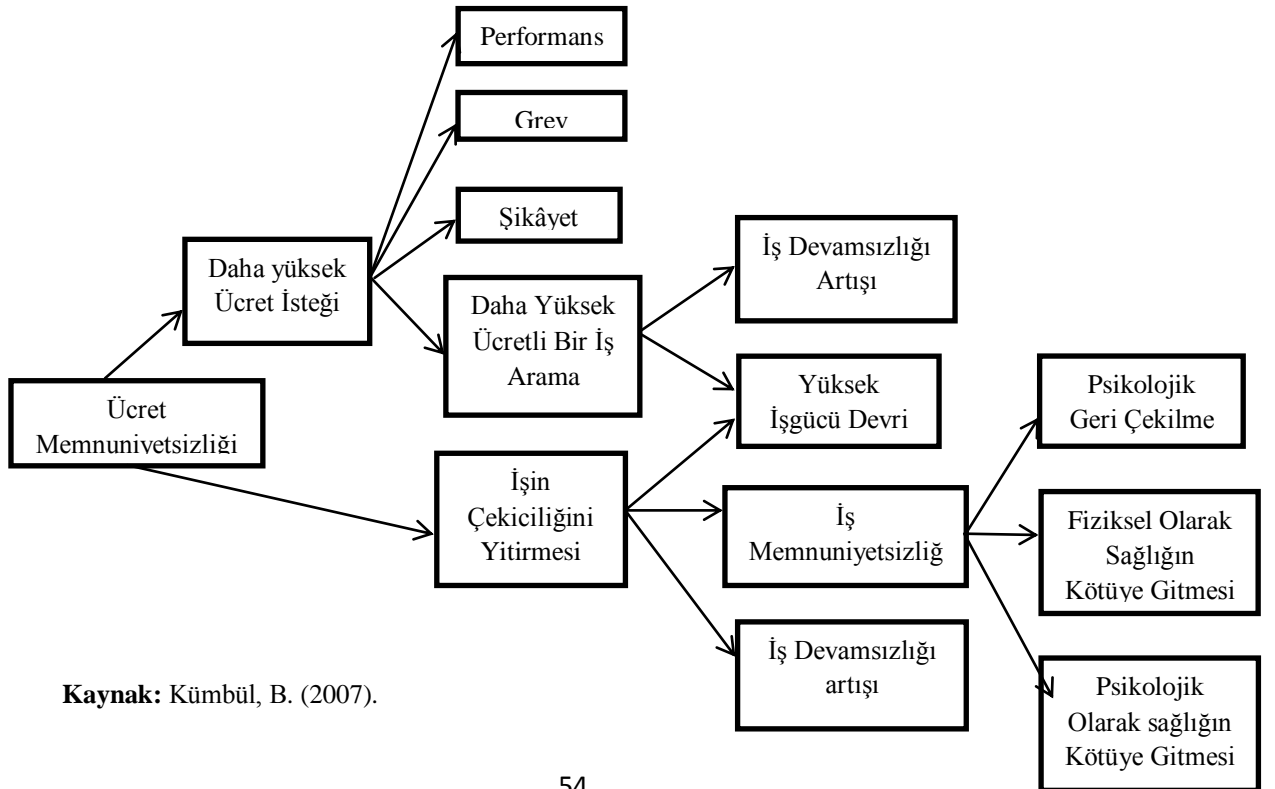 Performans
Grev
Şikâyet
Daha yüksek
Ücret İsteği
İş Devamsızlığı
Artışı
Daha Yüksek
Ücretli Bir İş
Arama
Yüksek
İşgücü Devri
Psikolojik
Geri Çekilme
Ücret
Memnuniyetsizliği
İşin
Çekiciliğini
Yitirmesi
İş
Memnuniyetsizliğ
Fiziksel Olarak
Sağlığın
Kötüye Gitmesi
İş Devamsızlığı
artışı
Psikolojik
Olarak sağlığın
Kötüye Gitmesi
Kaynak: Kümbül, B. (2007).
54